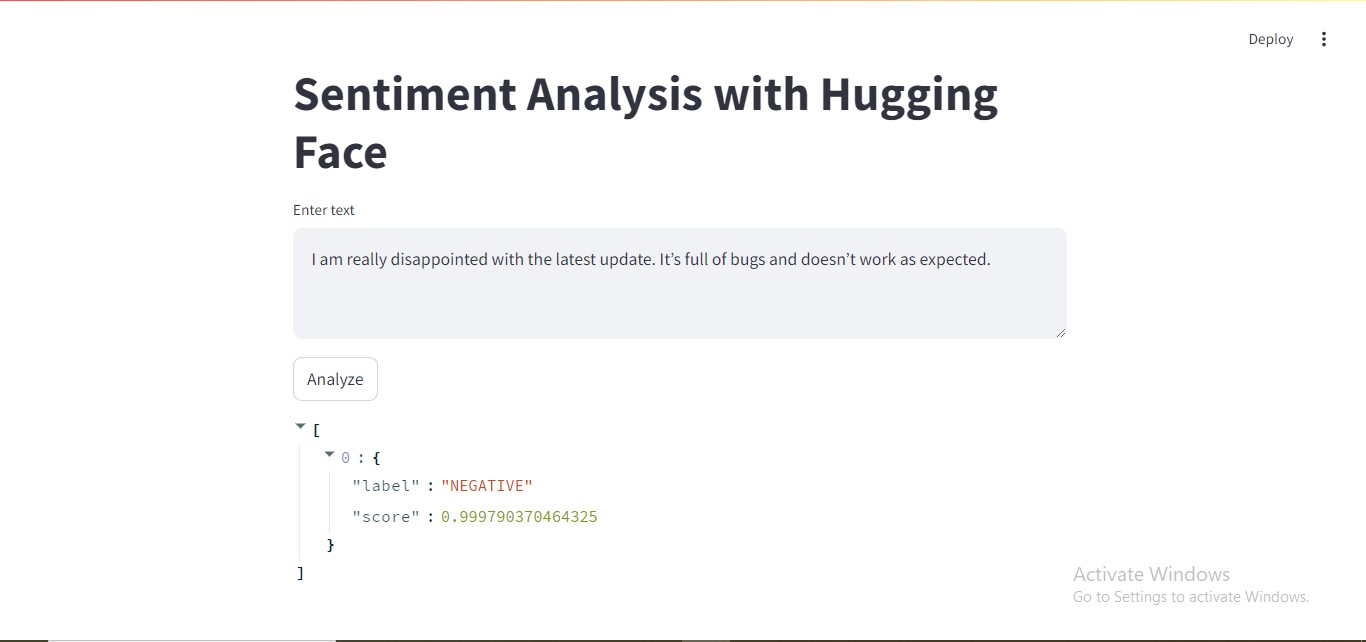 Deploy
Sentiment Analysis with Hugging
Face
Enter text
I am really disappointed with the latest update. It’s full of bugs and doesn’t work as expected.
Analyze
[
0 : {
"label" : "NEGATIVE"
"score" : 0.999790370464325
}
]
Activate Windows
Go to Settings to activate Windows.